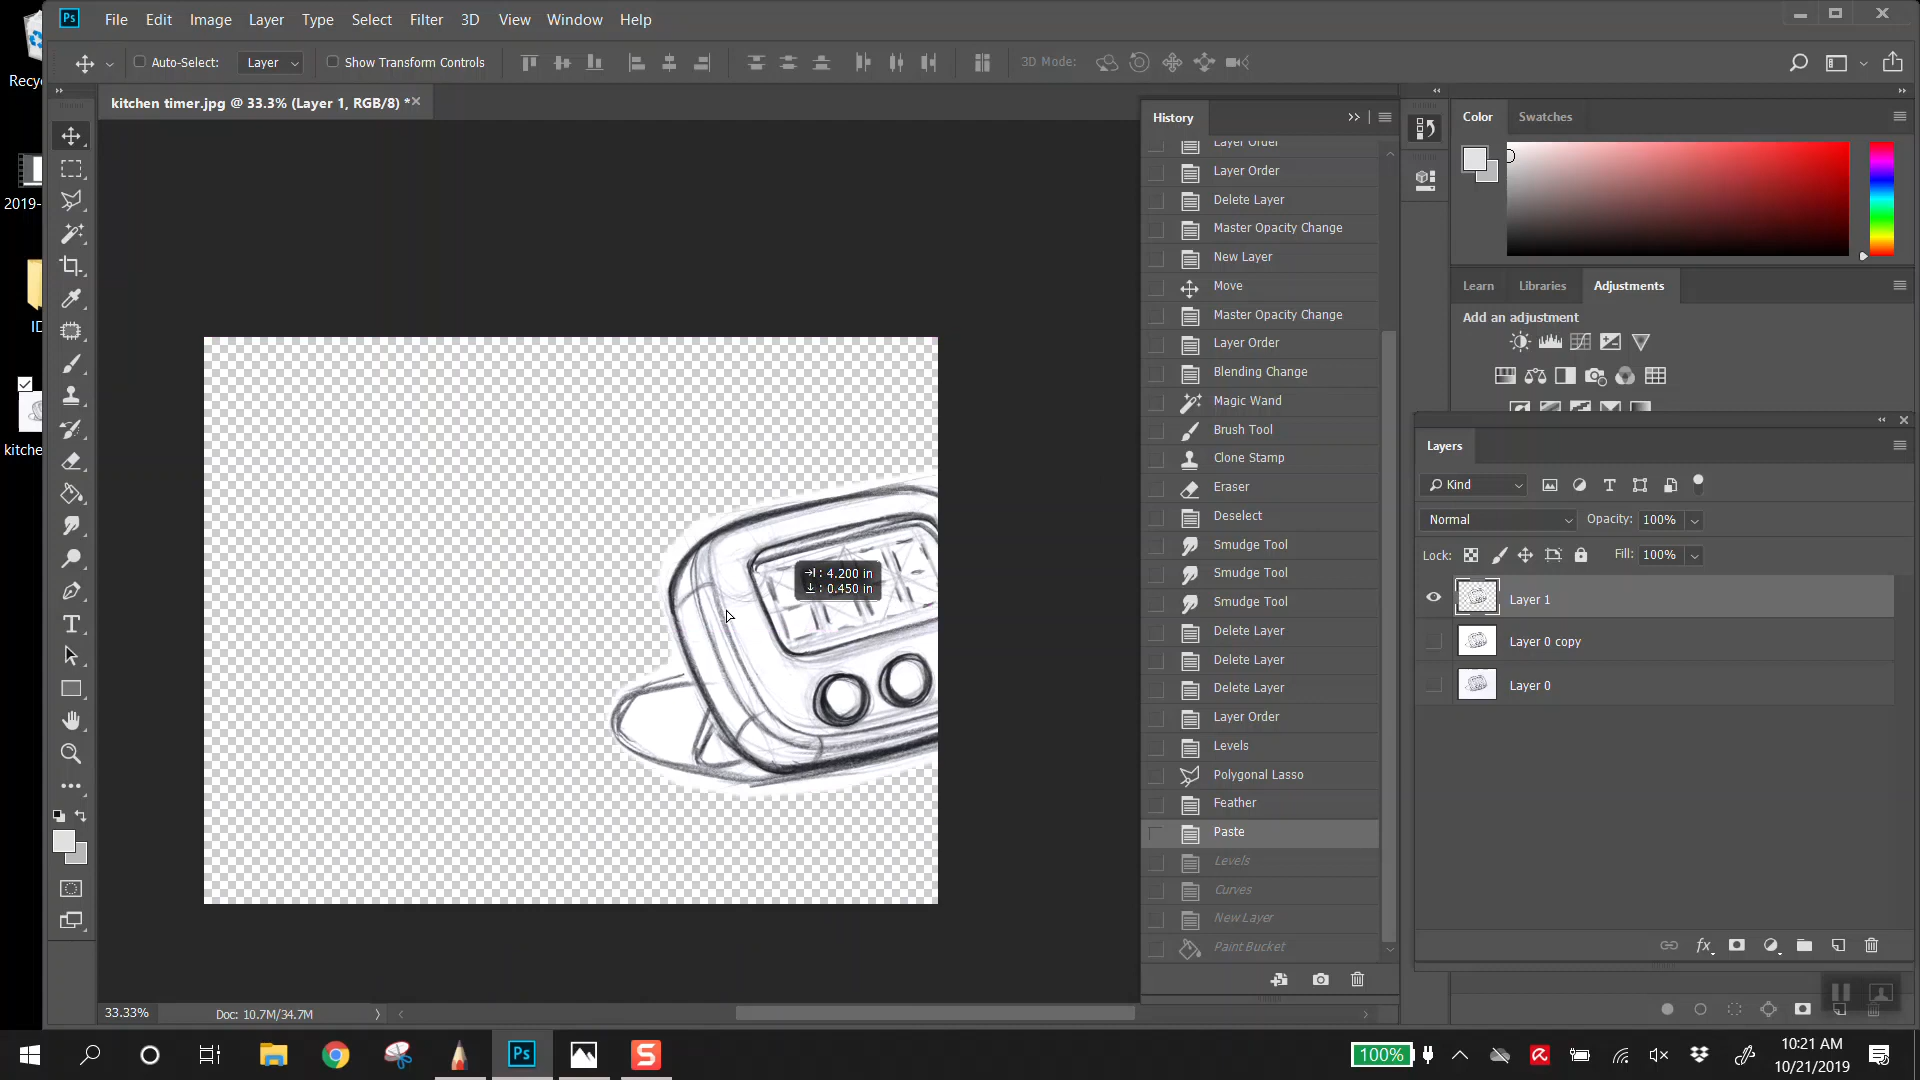 Ps File Edit Image Layer Type Select Filter 3D View Window Help
Auto-Select: Layer Show Transform Controls 3D Mode:
Recyc
2019-
ID
kitche
kitchen timer.jpg @ 33.3% (Layer 1, RGB/8) *
4.200 in
0.450 in
33.33% Doc: 10.7M/34.7M
History
Layer Order
Layer Order
Delete Layer
Master Opacity Change
New Layer
Move
Master Opacity Change
Layer Order
Blending Change
Magic Wand
Brush Tool
Clone Stamp
Eraser
Deselect
Smudge Tool
Smudge Tool
Smudge Tool
Delete Layer
Delete Layer
Delete Layer
Layer Order
Levels
Polygonal Lasso
Feather
Paste
Levels
Curves
New Layer
Paint Bucket
Color Swatches
Learn Libraries Adjustments
Add an adjustment
Layers
Kind
Normal Opacity: 100%
Lock: Fill: 100%
Layer 1
Layer 0 copy
Layer 0
fx
Ps S 100% 10:21 AM
10/21/2019